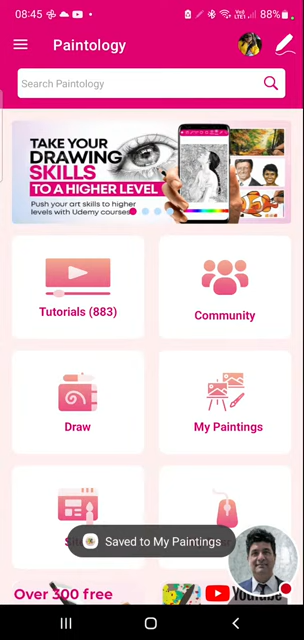 08:45
88%
Paintology
Search Paintology
TAKE YOUR
DRAWING
SKILLS
TO A HIGHER LEVEL
Push your art skills to higher
levels with Udemy courses
Tutorials (883)
Community
Draw
My Paintings
Saved to My Paintings
Over 300 free
YouTube